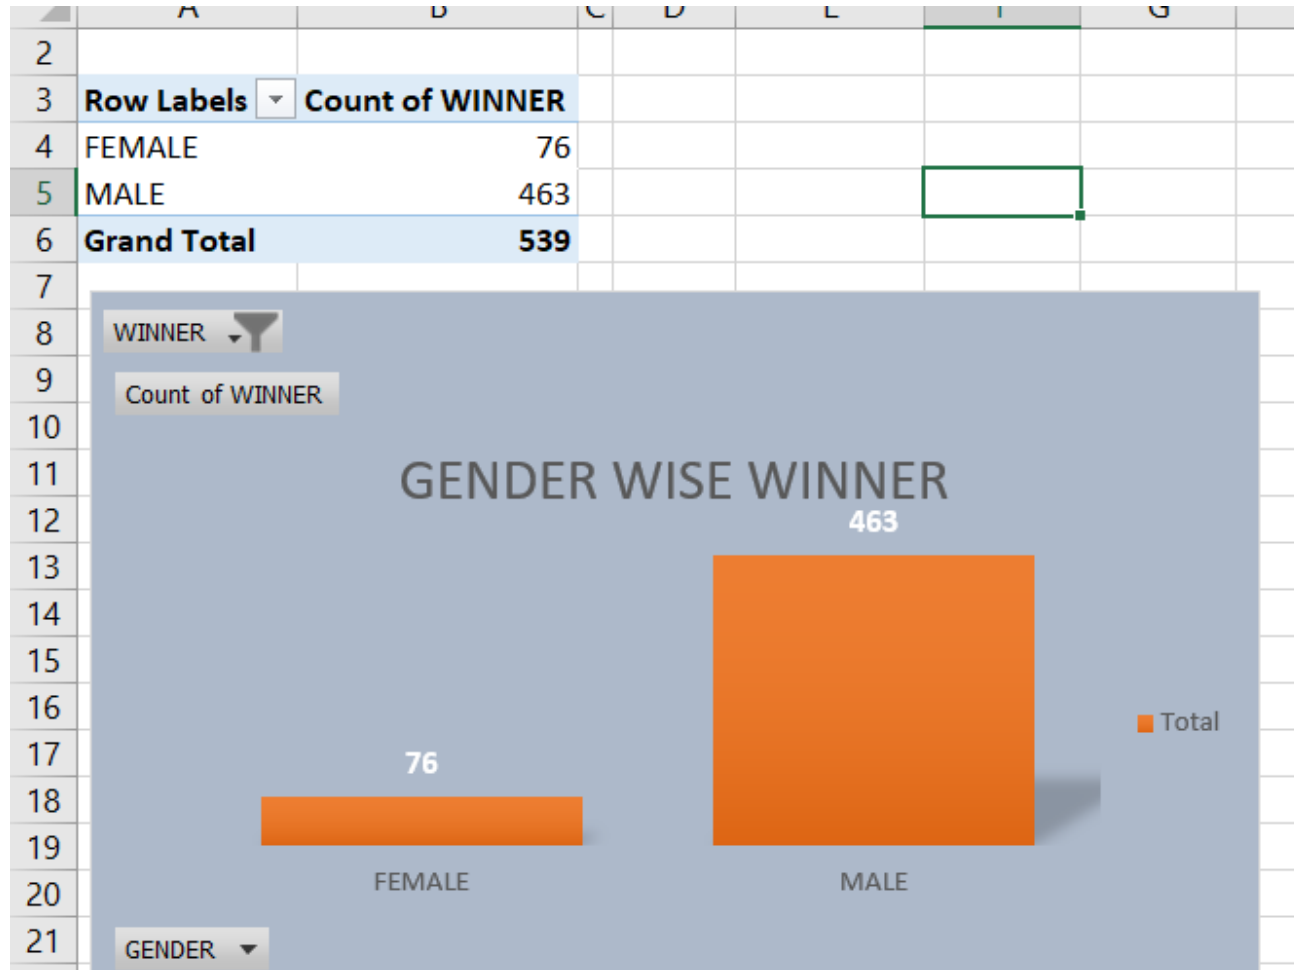 A B C D E F G
2
3 Row Labels Count of WINNER
4 FEMALE 76
5 MALE 463
6 Grand Total 539
7
8 WINNER
9 Count of WINNER
10
11 GENDER WISE WINNER
12 463
13
14
15
16 Total
17 76
18
19
20 FEMALE MALE
21 GENDER